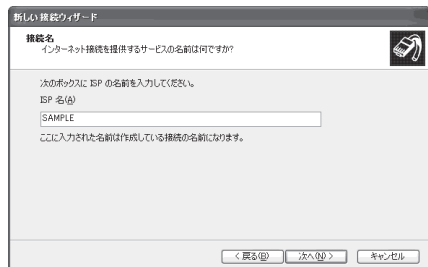 新しい接続ウィザード
接続名
インターネット接続を提供するサービスの名前は何ですか?
次のボックスに ISP の名前を入力してください。
ISP 名(A)
SAMPLE
ここに入力された名前は作成している接続の名前になります。
< 戻る(B)
次へ(N) >
キャンセル